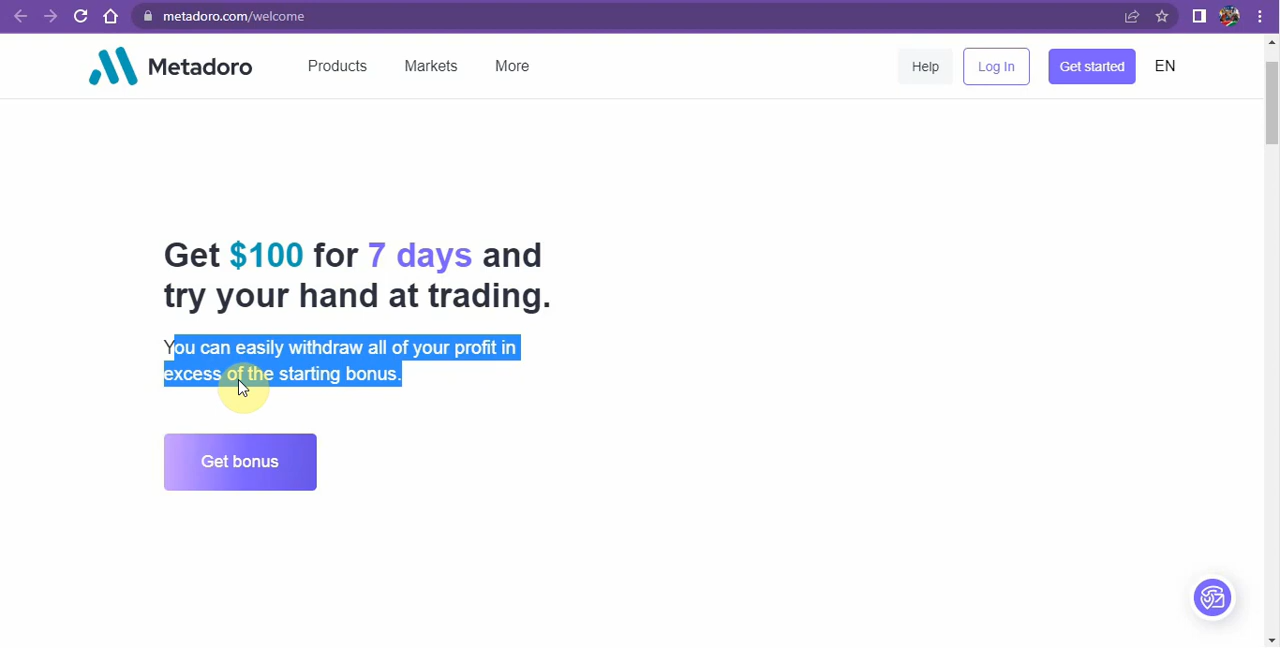 metadoro.com/welcome
Metadoro
Products
Markets
More
Help
Log In
Get started
EN
Get $100 for 7 days and
try your hand at trading.
You can easily withdraw all of your profit in
excess of the starting bonus.
Get bonus